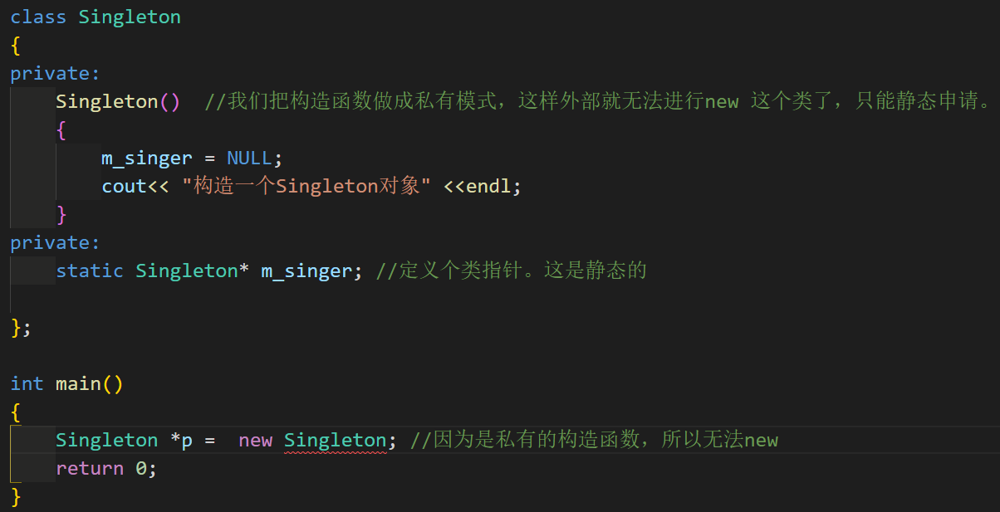 class Singleton
{
private:
    Singleton()  //我们把构造函数做成私有模式，这样外部就无法进行new 这个类了，只能静态申请。
    {
        m_singer = NULL;
        cout<< "构造一个Singleton对象" <<endl;
    }
private:
    static Singleton* m_singer; //定义个类指针。这是静态的
};
int main()
{
    Singleton *p =  new Singleton; //因为是私有的构造函数，所以无法new
    return 0;
}